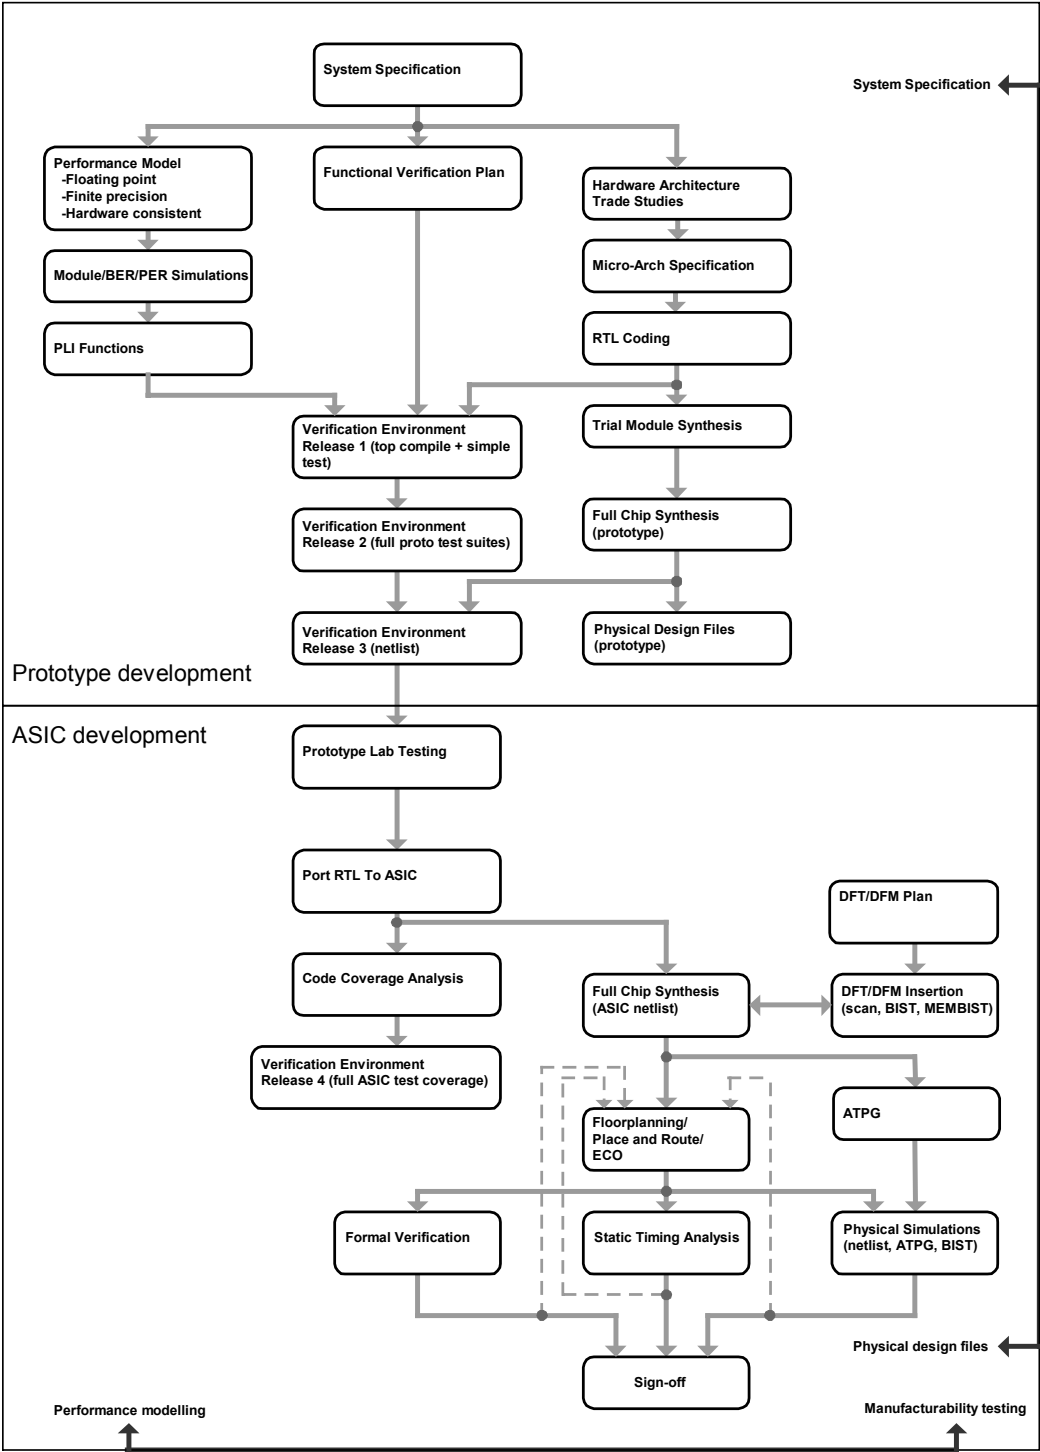 System Specification
System Specification
Performance Model
-Floating point
-Finite precision
-Hardware consistent
Functional Verification Plan
Hardware Architecture
Trade Studies
Module/BER/PER Simulations
Micro-Arch Specification
PLI Functions
RTL Coding
Verification Environment
Release 1 (top compile + simple
test)
Trial Module Synthesis
Verification Environment
Release 2 (full proto test suites)
Full Chip Synthesis
(prototype)
Verification Environment
Release 3 (netlist)
Physical Design Files
(prototype)
Prototype development
ASIC development
Prototype Lab Testing
Port RTL To ASIC
DFT/DFM Plan
Code Coverage Analysis
Full Chip Synthesis
(ASIC netlist)
DFT/DFM Insertion
(scan, BIST, MEMBIST)
Verification Environment
Release 4 (full ASIC test coverage)
Floorplanning/
Place and Route/
ECO
ATPG
Formal Verification
Static Timing Analysis
Physical Simulations
(netlist, ATPG, BIST)
Physical design files
Sign-off
Performance modelling
Manufacturability testing